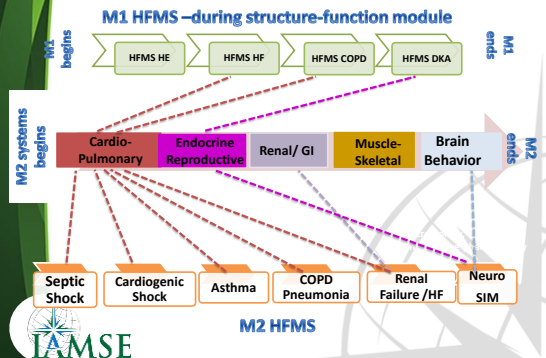 M1 HFMS –during structure-function module
M1
begins
HFMS HE
HFMS HF
HFMS COPD
HFMS DKA
M1
ends
M2 systems
begins
Cardio-
Pulmonary
Endocrine
Reproductive
Renal/ GI
Muscle-
Skeletal
Brain
Behavior
M2
ends
Septic
Shock
Cardiogenic
Shock
Asthma
COPD
Pneumonia
Renal
Failure /HF
Neuro
SIM
M2 HFMS
IAMSE